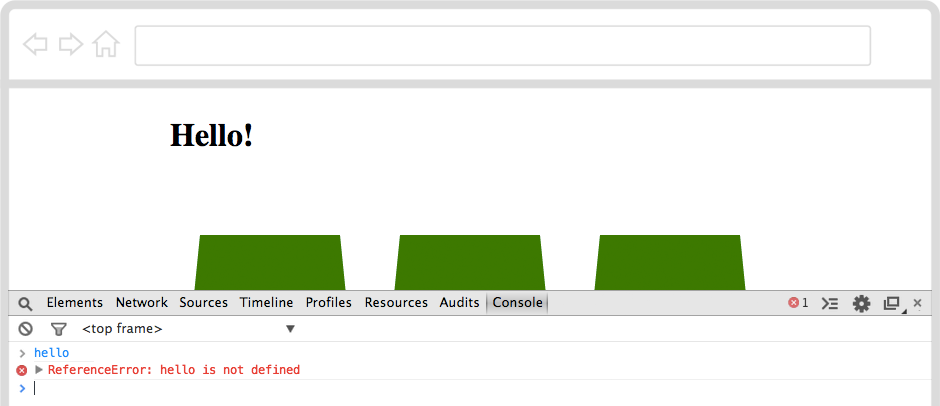 Hello!
Elements Network Sources Timeline Profiles Resources Audits Console 1
<top frame>
hello
ReferenceError: hello is not defined